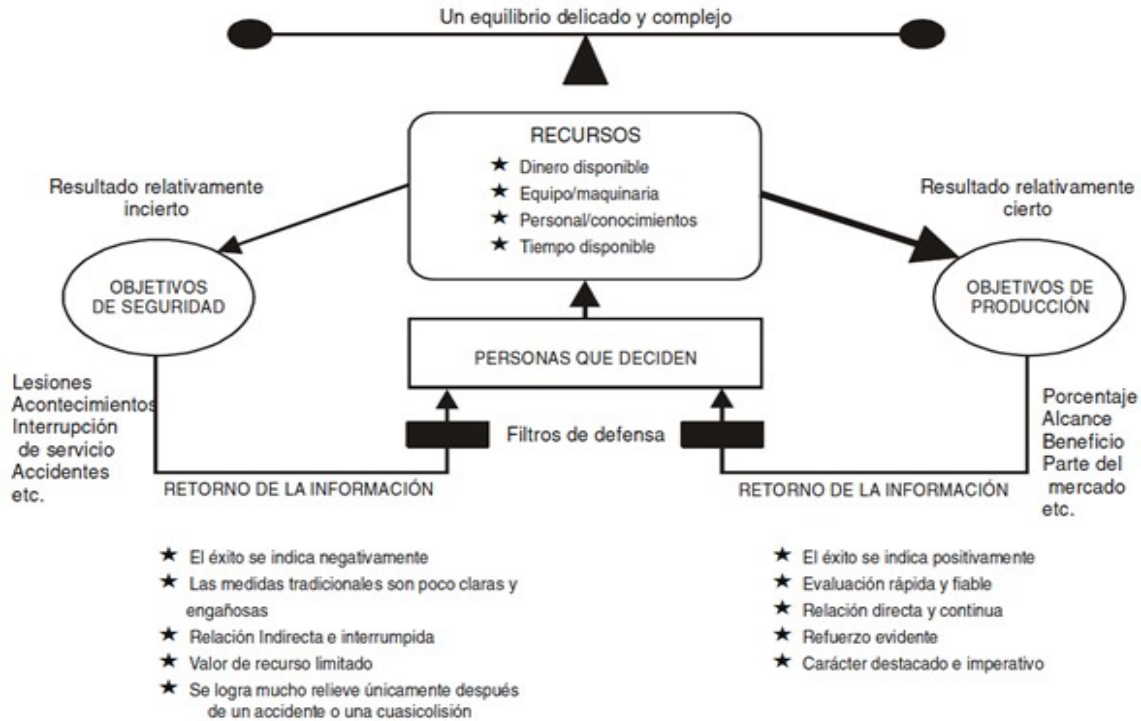 Un equilibrio delicado y complejo
RECURSOS
★ Dinero disponible
★ Equipo/maquinaria
★ Personal/conocimientos
★ Tiempo disponible
Resultado relativamente
incierto
Resultado relativamente
cierto
OBJETIVOS
DE SEGURIDAD
OBJETIVOS DE
PRODUCCIÓN
PERSONAS QUE DECIDEN
Lesiones
Acontecimientos
Interrupción
de servicio
Accidentes
etc.
Filtros de defensa
Porcentaje
Alcance
Beneficio
Parte del
mercado
etc.
RETORNO DE LA INFORMACIÓN
RETORNO DE LA INFORMACIÓN
★ El éxito se indica negativamente
★ Las medidas tradicionales son poco claras y
engañosas
★ Relación Indirecta e interrumpida
★ Valor de recurso limitado
★ Se logra mucho relieve únicamente después
de un accidente o una cuasicolisión
★ El éxito se indica positivamente
★ Evaluación rápida y fiable
★ Relación directa y continua
★ Refuerzo evidente
★ Carácter destacado e imperativo